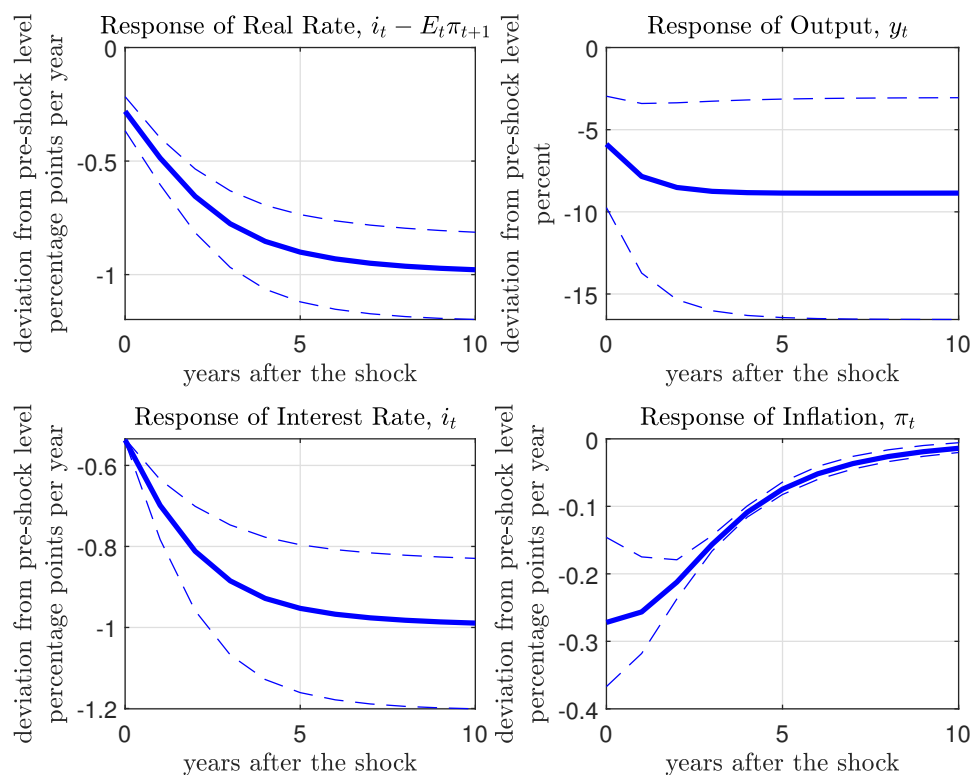 Response of Real Rate, $i_t - E_t\pi_{t+1}$
deviation from pre-shock level
percentage points per year
0
-0.5
-1
0
5
10
years after the shock
Response of Output, $y_t$
deviation from pre-shock level
percent
0
-5
-10
-15
0
5
10
years after the shock
Response of Interest Rate, $i_t$
deviation from pre-shock level
percentage points per year
-0.6
-0.8
-1
-1.2
0
5
10
years after the shock
Response of Inflation, $\pi_t$
deviation from pre-shock level
percentage points per year
0
-0.1
-0.2
-0.3
-0.4
0
5
10
years after the shock